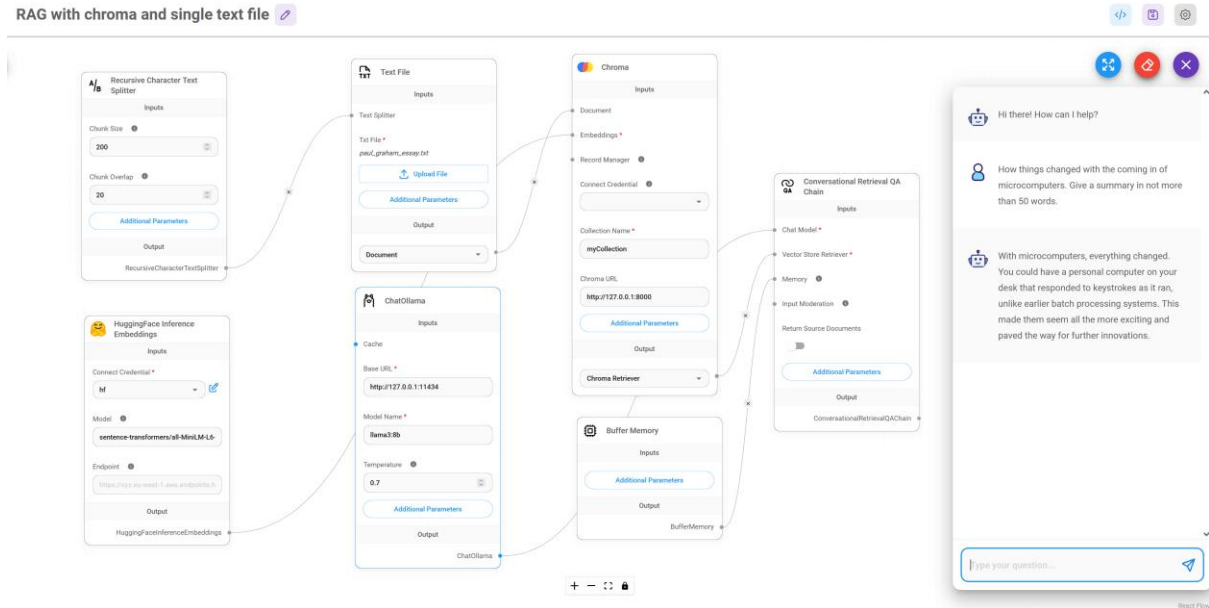 RAG with chroma and single text file
Recursive Character Text
Splitter
Inputs
Chunk Size
200
Chunk Overlap
20
Additional Parameters
Output
RecursiveCharacterTextSplitter
HuggingFace Inference
Embeddings
Inputs
Connect Credential *
hf
Model
sentence-transformers/all-MiniLM-L6-
Endpoint
Output
HuggingFaceInferenceEmbeddings
TXT
Text File
Inputs
Text Splitter
Txt File *
paul_graham_essay.txt
Upload File
Additional Parameters
Output
Document
ChatOllama
Inputs
Cache
Base URL *
http://127.0.0.1:11434
Model Name *
llama3:8b
Temperature
0.7
Additional Parameters
Output
ChatOllama
Chroma
Inputs
Document
Embeddings *
Record Manager
Connect Credential
Collection Name *
myCollection
Chroma URL
http://127.0.0.1:8000
Additional Parameters
Output
Chroma Retriever
Buffer Memory
Inputs
Additional Parameters
Output
BufferMemory
QA
Conversational Retrieval QA
Chain
Inputs
Chat Model *
Vector Store Retriever *
Memory
Input Moderation
Return Source Documents
Additional Parameters
Output
ConversationalRetrievalQAChain
Hi there! How can I help?
How things changed with the coming in of
microcomputers. Give a summary in not more
than 50 words.
With microcomputers, everything changed.
You could have a personal computer on your
desk that responded to keystrokes as it ran,
unlike earlier batch processing systems. This
made them seem all the more exciting and
paved the way for further innovations.
Type your question...
React Flow